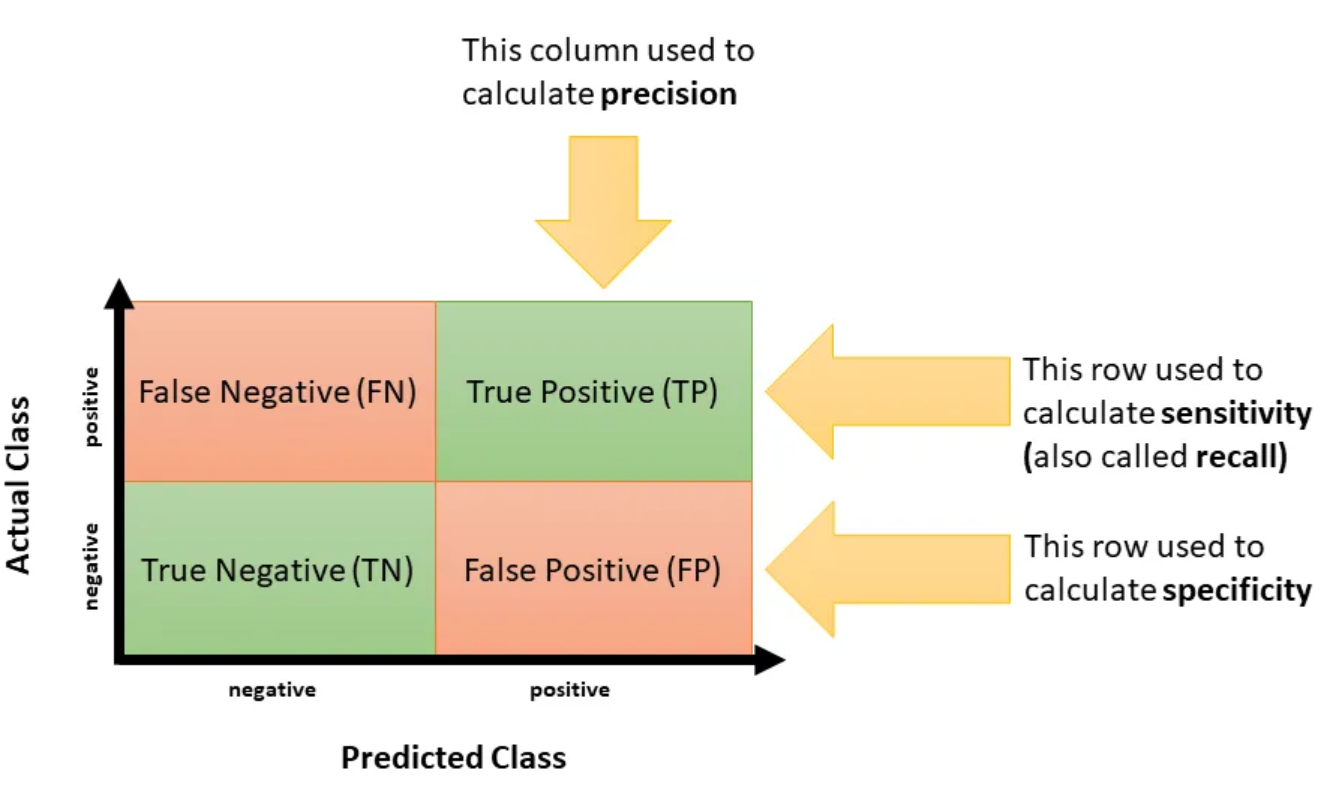 This column used to
calculate precision
False Negative (FN)
True Positive (TP)
This row used to
calculate sensitivity
(also called recall)
True Negative (TN)
False Positive (FP)
This row used to
calculate specificity
Actual Class
positive
negative
negative
positive
Predicted Class